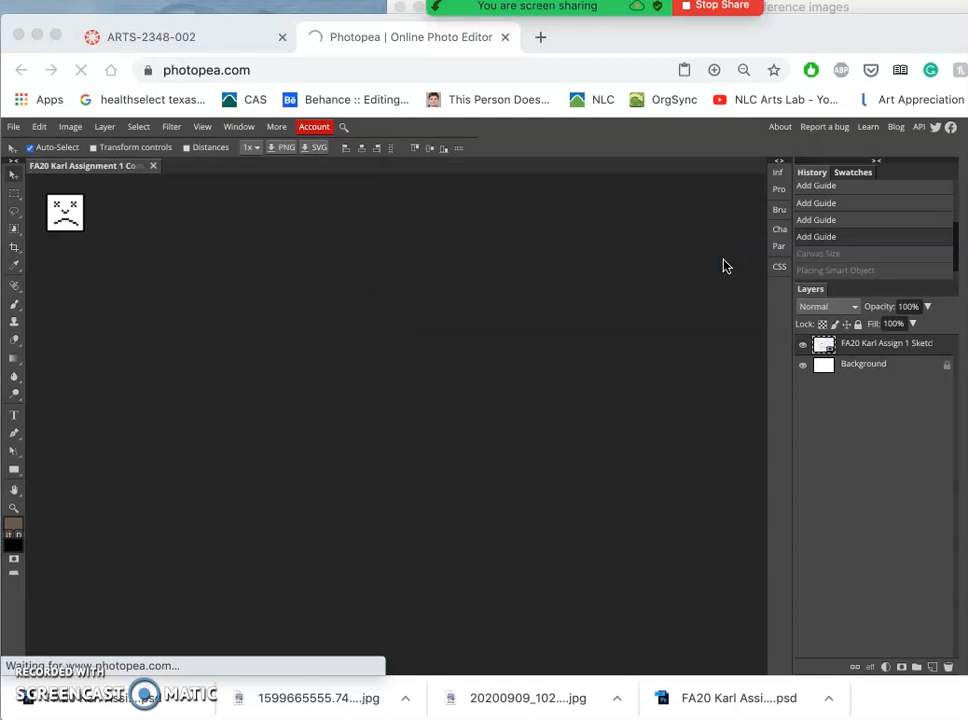 You are screen sharing
Stop Share
ference images
ARTS-2348-002
Photopea | Online Photo Editor
photopea.com
ABP
Apps
healthselect texas...
CAS
Behance :: Editing...
This Person Does...
NLC
OrgSync
NLC Arts Lab - Yo...
Art Appreciation
File Edit Image Layer Select Filter View Window More Account
About Report a bug Learn Blog API
Auto-Select Transform controls Distances 1x PNG SVG
FA20 Karl Assignment 1 Co
Inf
Pro
Bru
Cha
Par
CSS
History Swatches
Add Guide
Add Guide
Add Guide
Add Guide
Canvas Size
Placing Smart Object
Layers
Normal Opacity: 100%
Lock: Fill: 100%
FA20 Karl Assign 1 Sketc
Background
eff
Waiting for www.photopea.com...
RECORDED WITH
SCREENCAST MATIC
1599665555.74....jpg
20200909_102....jpg
FA20 Karl Assi....psd